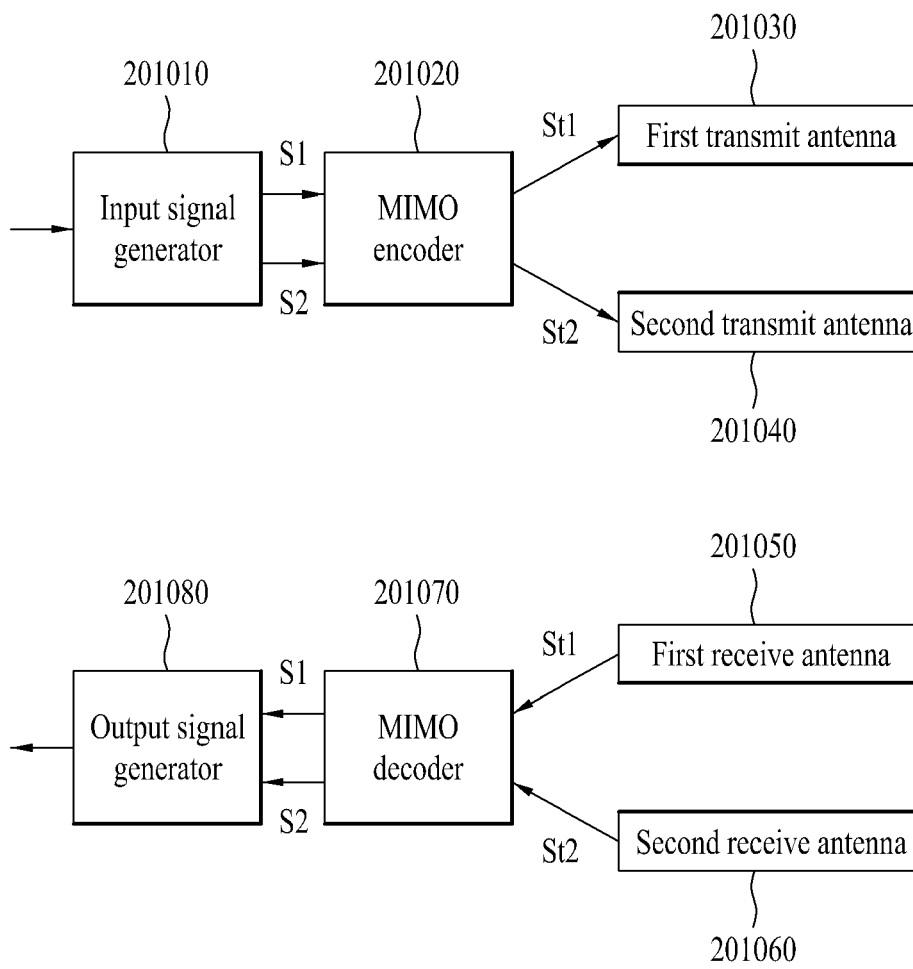 201010
201020
201030
S1
S2
St1
St2
Input signal
generator
MIMO
encoder
First transmit antenna
Second transmit antenna
201040
201080
201070
201050
S1
S2
St1
St2
Output signal
generator
MIMO
decoder
First receive antenna
Second receive antenna
201060